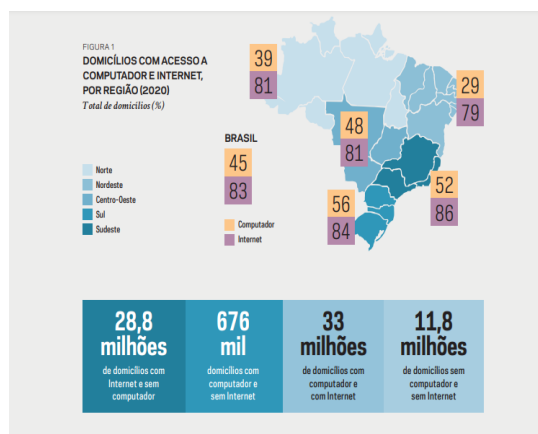 FIGURA 1
DOMICÍLIOS COM ACESSO A
COMPUTADOR E INTERNET,
POR REGIÃO (2020)
Total de domicílios (%)
39
81
29
79
48
81
BRASIL
45
83
52
86
56
84
Norte
Nordeste
Centro-Oeste
Sul
Sudeste
Computador
Internet
28,8
milhões
de domicílios com
Internet e sem
computador
676
mil
domicílios com
computador e
sem Internet
33
milhões
de domicílios com
computador e
com Internet
11,8
milhões
de domicílios sem
computador e
sem Internet